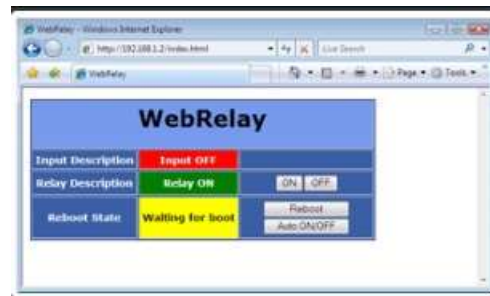 WebRelay - Windows Internet Explorer
http://192.168.1.2/index.html
Live Search
WebRelay
Page
Tools
WebRelay
Input Description Input OFF
Relay Description Relay ON ON OFF
Reboot State Waiting for boot Reboot
Auto ON/OFF